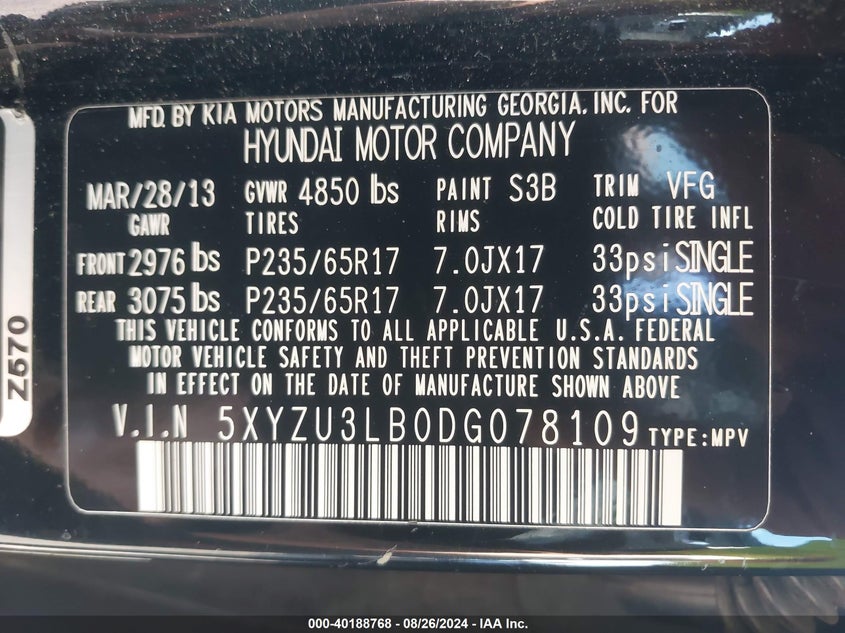 MFD. BY KIA MOTORS MANUFACTURING GEORGIA, INC. FOR
HYUNDAI MOTOR COMPANY
MAR/28/13 GVWR 4850 lbs PAINT S3B TRIM VFG
GAWR TIRES RIMS COLD TIRE INFL
FRONT 2976 lbs P235/65R17 7.0JX17 33psi SINGLE
REAR 3075 lbs P235/65R17 7.0JX17 33psi SINGLE
THIS VEHICLE CONFORMS TO ALL APPLICABLE U.S.A. FEDERAL
MOTOR VEHICLE SAFETY AND THEFT PREVENTION STANDARDS
IN EFFECT ON THE DATE OF MANUFACTURE SHOWN ABOVE
V.I.N 5XYZU3LB0DG078109 TYPE:MPV
Z570
000-40188768 - 08/26/2024 - IAA Inc.